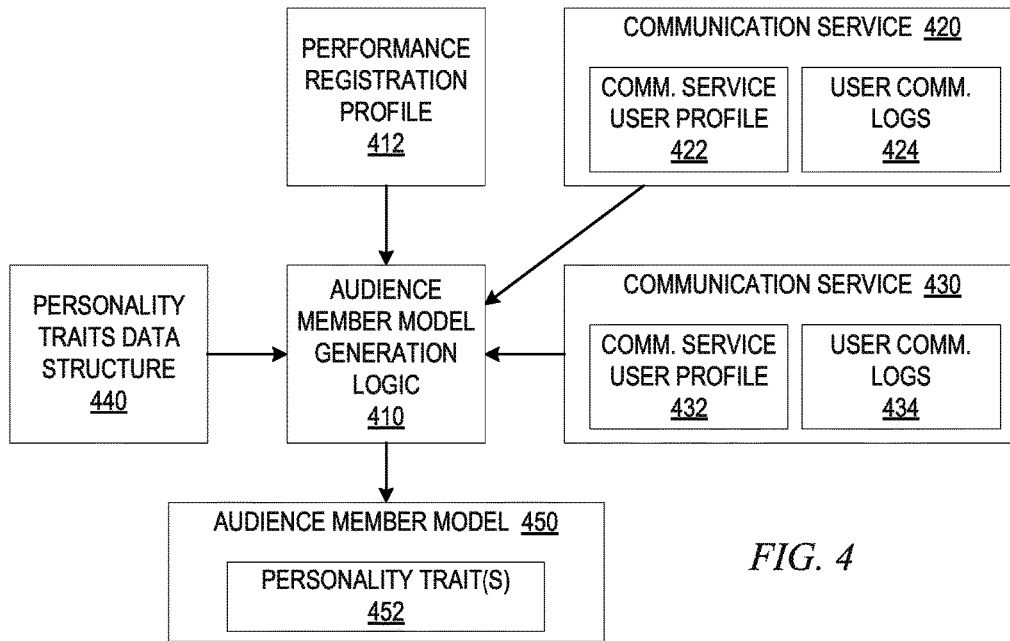 PERFORMANCE
REGISTRATION
PROFILE
412
COMMUNICATION SERVICE 420
COMM. SERVICE
USER PROFILE
422
USER COMM.
LOGS
424
PERSONALITY
TRAITS DATA
STRUCTURE
440
AUDIENCE
MEMBER MODEL
GENERATION
LOGIC
410
COMMUNICATION SERVICE 430
COMM. SERVICE
USER PROFILE
432
USER COMM.
LOGS
434
AUDIENCE MEMBER MODEL 450
PERSONALITY TRAIT(S)
452
FIG. 4